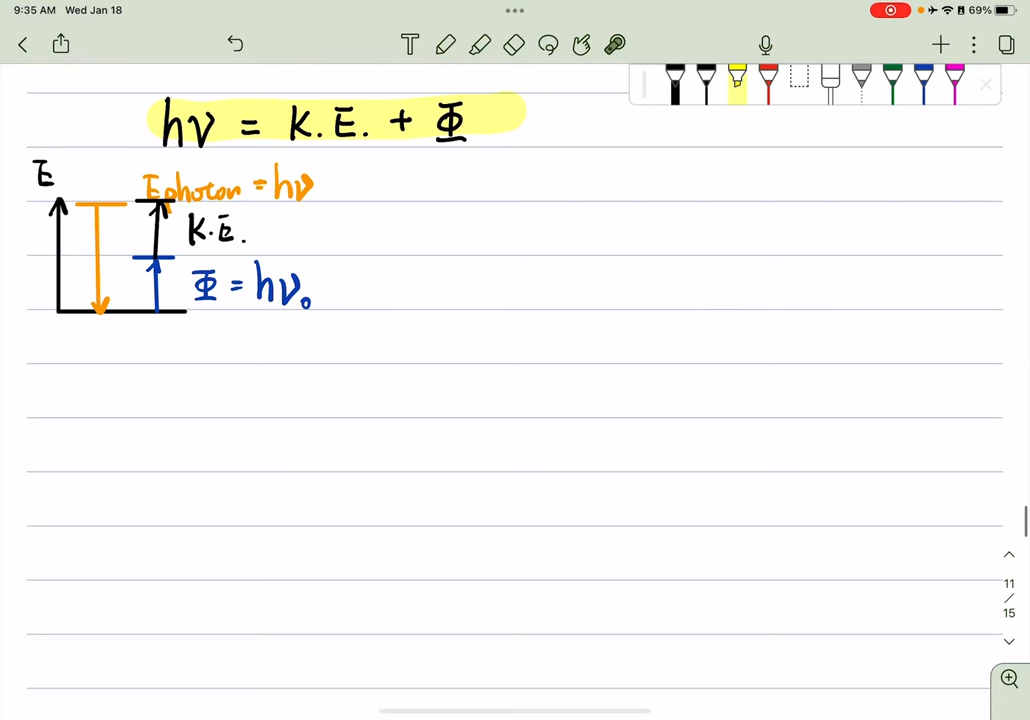 9:35 AM Wed Jan 18
69%
T
hν = K.E. + Φ
E
Ephoton = hν
K.E.
Φ = hν₀
11
/
15